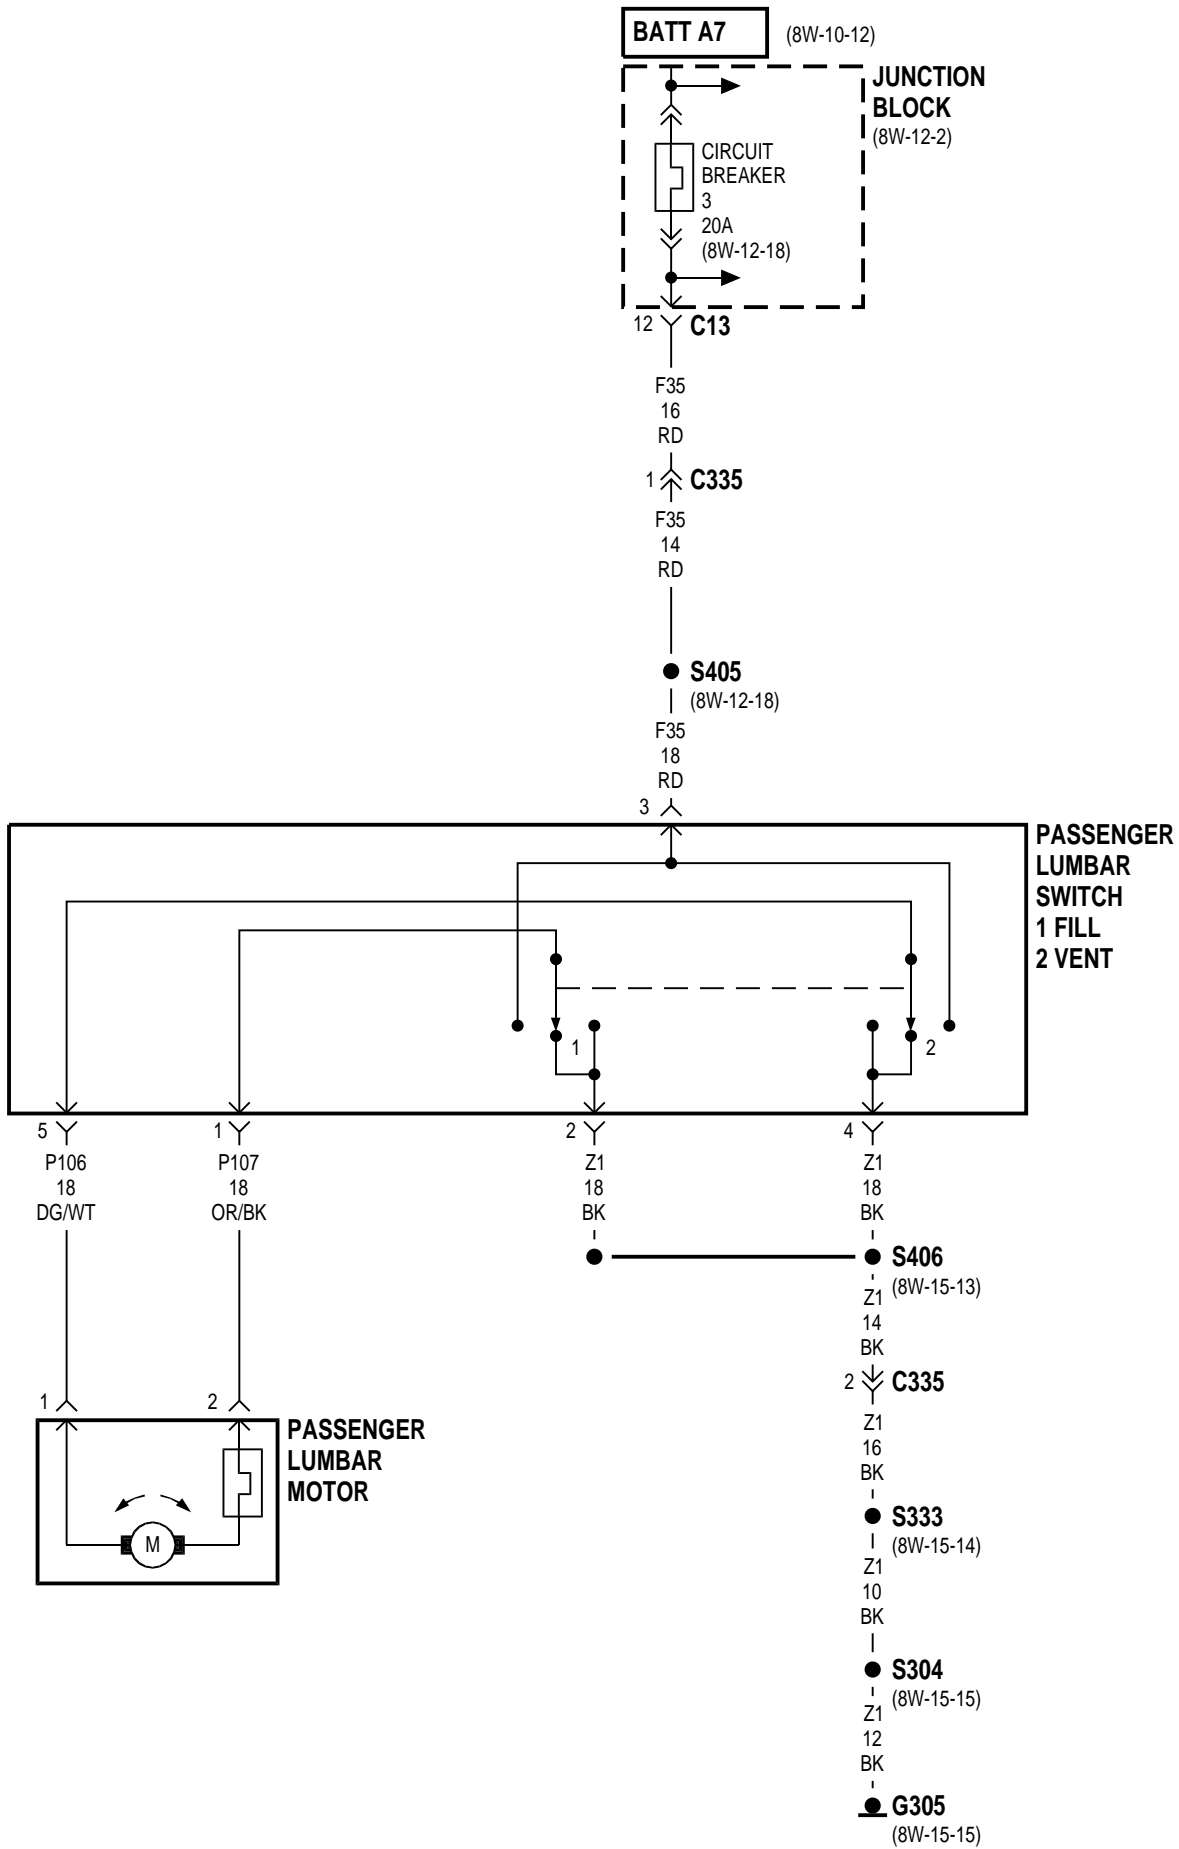 BATT A7
(8W-10-12)
JUNCTION
BLOCK
(8W-12-2)
CIRCUIT
BREAKER
3
20A
(8W-12-18)
12
C13
F35
16
RD
1
C335
F35
14
RD
S405
(8W-12-18)
F35
18
RD
3
PASSENGER
LUMBAR
SWITCH
1 FILL
2 VENT
1
2
5
1
2
4
P106
18
DG/WT
P107
18
OR/BK
Z1
18
BK
Z1
18
BK
S406
(8W-15-13)
Z1
14
BK
2
C335
1
2
PASSENGER
LUMBAR
MOTOR
M
Z1
16
BK
S333
(8W-15-14)
Z1
10
BK
S304
(8W-15-15)
Z1
12
BK
G305
(8W-15-15)